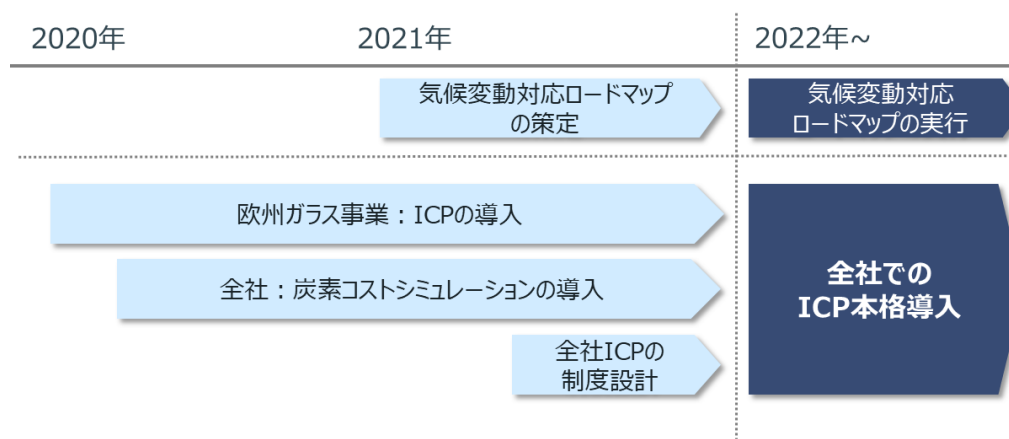 2020年
2021年
2022年~
気候変動対応ロードマップ
の策定
気候変動対応
ロードマップの実行
欧州ガラス事業：ICPの導入
全社：炭素コストシミュレーションの導入
全社ICPの
制度設計
全社での
ICP本格導入